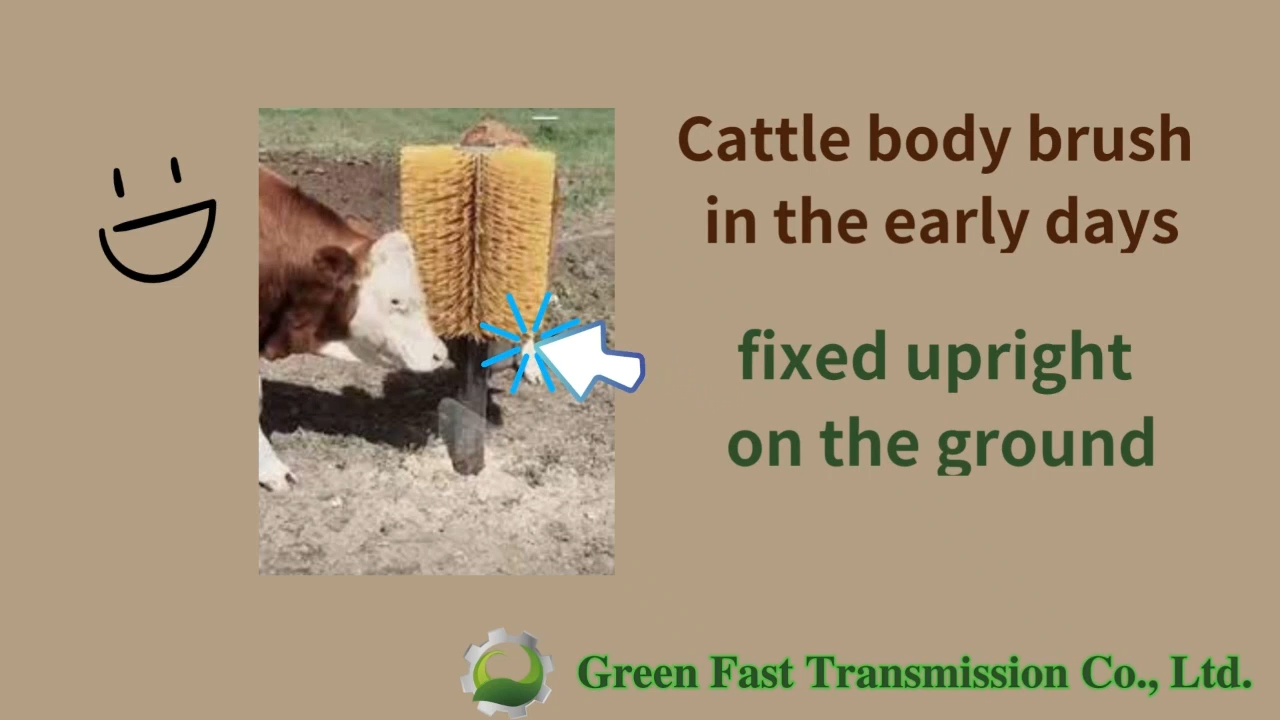 Cattle body brush
in the early days
fixed upright
on the ground
Green Fast Transmission Co., Ltd.